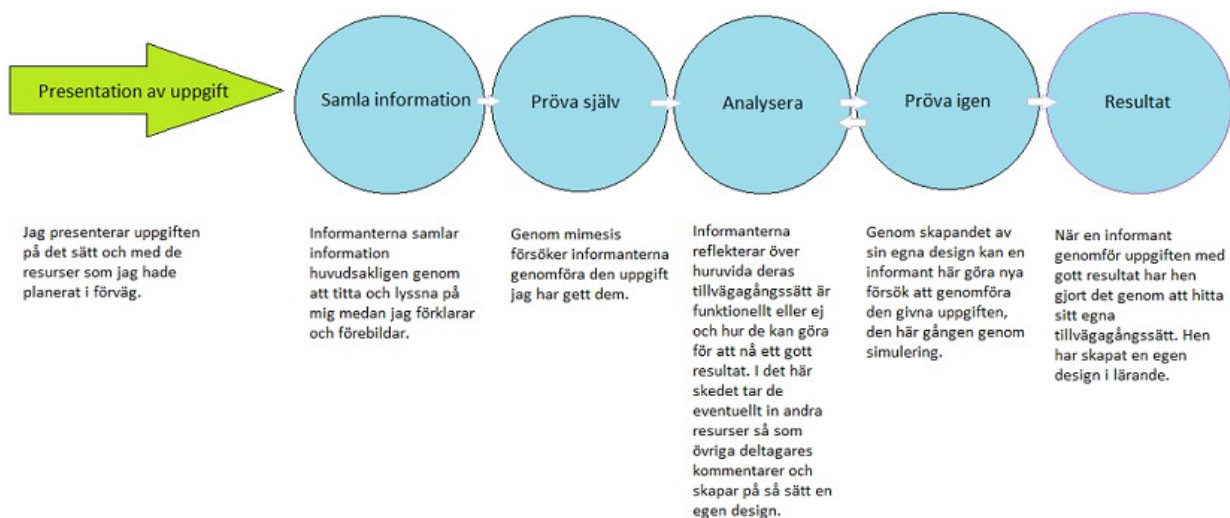 Presentation av uppgift
Samla information
Pröva själv
Analysera
Pröva igen
Resultat
Jag presenterar uppgiften
på det sätt och med de
resurser som jag hade
planerat i förväg.
Informanterna samlar
information
huvudsakligen genom
att titta och lyssna på
mig medan jag förklarar
och förebildar.
Genom mimesis
försöker informanterna
genomföra den uppgift
jag har gett dem.
Informanterna
reflekterar över
huruvida deras
tillvägagångssätt är
funktionellt eller ej
och hur de kan göra
för att nå ett gott
resultat. I det här
skedet tar de
eventuellt in andra
resurser så som
övriga deltagares
kommentarer och
skapar på så sätt en
egen design.
Genom skapandet av
sin egna design kan en
informant här göra nya
försök att genomföra
den givna uppgiften,
den här gången genom
simulering.
När en informant
genomför uppgiften med
gott resultat har hen
gjort det genom att hitta
sitt egna
tillvägagångssätt. Hen
har skapat en egen
design i lärande.